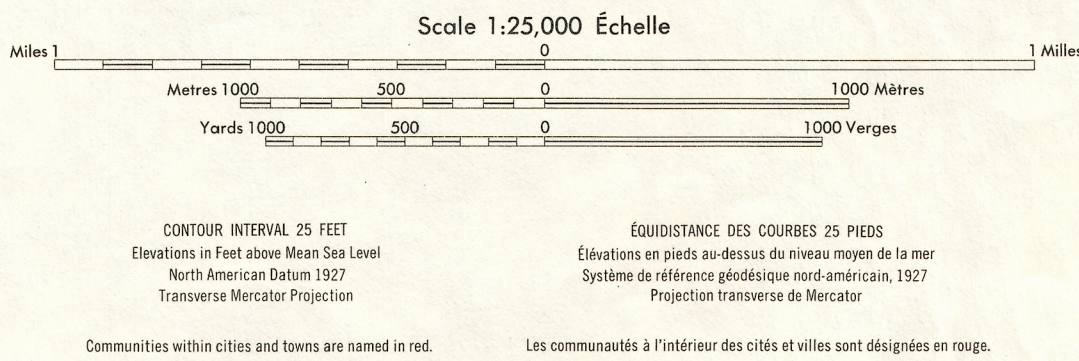 Scale 1:25,000 Échelle
Miles 1 0 1 Milles
Metres 1000 500 0 1000 Mètres
Yards 1000 500 0 1000 Verges
CONTOUR INTERVAL 25 FEET
Elevations in Feet above Mean Sea Level
North American Datum 1927
Transverse Mercator Projection
ÉQUIDISTANCE DES COURBES 25 PIEDS
Élévations en pieds au-dessus du niveau moyen de la mer
Système de référence géodésique nord-américain, 1927
Projection transverse de Mercator
Communities within cities and towns are named in red.
Les communautés à l'intérieur des cités et villes sont désignées en rouge.